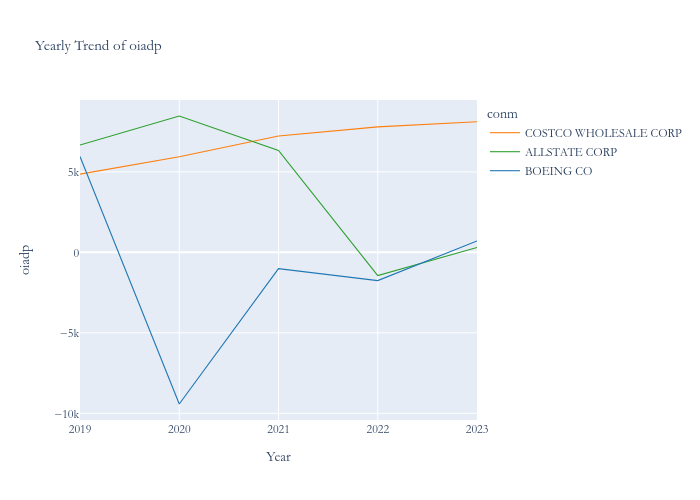 Yearly Trend of oiadp
conm
COSTCO WHOLESALE CORP
ALLSTATE CORP
BOEING CO
5k
0
−5k
−10k
oiadp
2019 2020 2021 2022 2023
Year